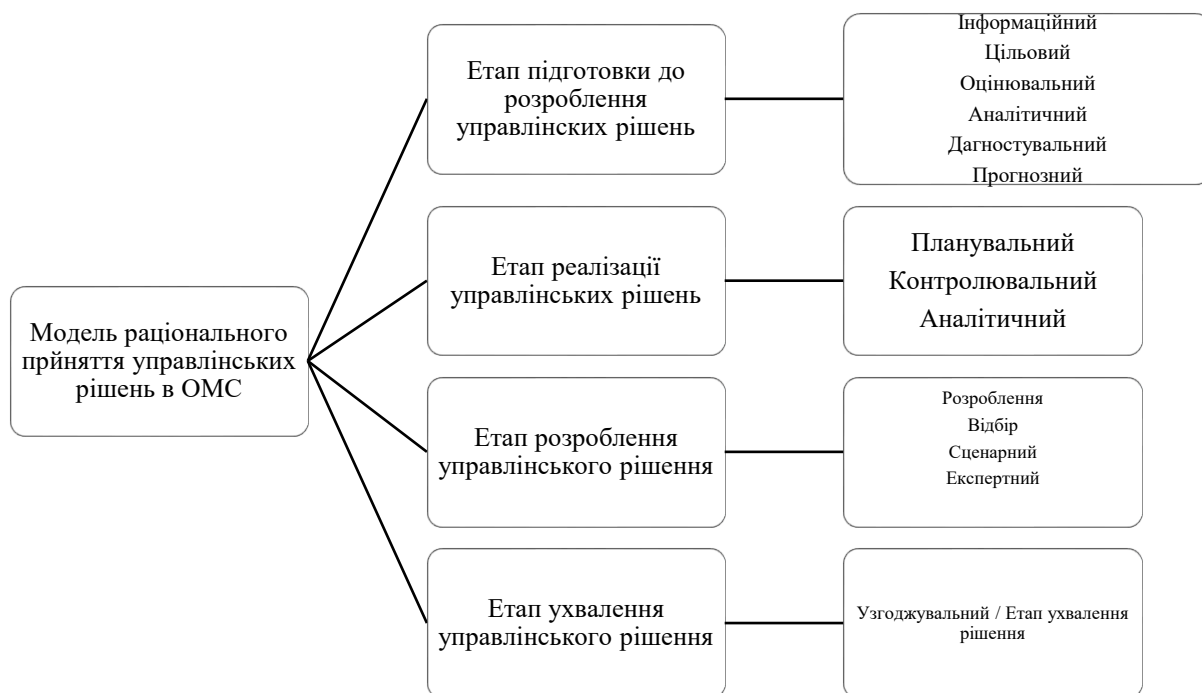 Модель раціонального
прйняття управлінських
рішень в ОМС
Етап підготовки до
розроблення
управлінских рішень
Інформаційний
Цільовий
Оцінювальний
Аналітичний
Дагностувальний
Прогнозний
Етап реалізації
управлінських рішень
Планувальний
Контролювальний
Аналітичний
Етап розроблення
управлінського рішення
Розроблення
Відбір
Сценарний
Експертний
Етап ухвалення
управлінського рішення
Узгоджувальний / Етап ухвалення
рішення